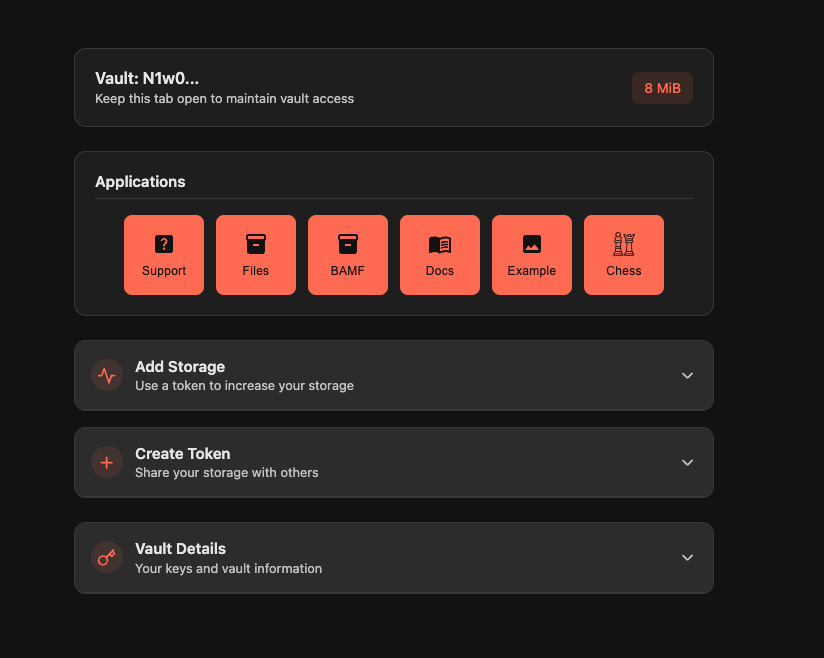 Vault: N1w0...
Keep this tab open to maintain vault access
8 MiB
Applications
Support
Files
BAMF
Docs
Example
Chess
Add Storage
Use a token to increase your storage
Create Token
Share your storage with others
Vault Details
Your keys and vault information